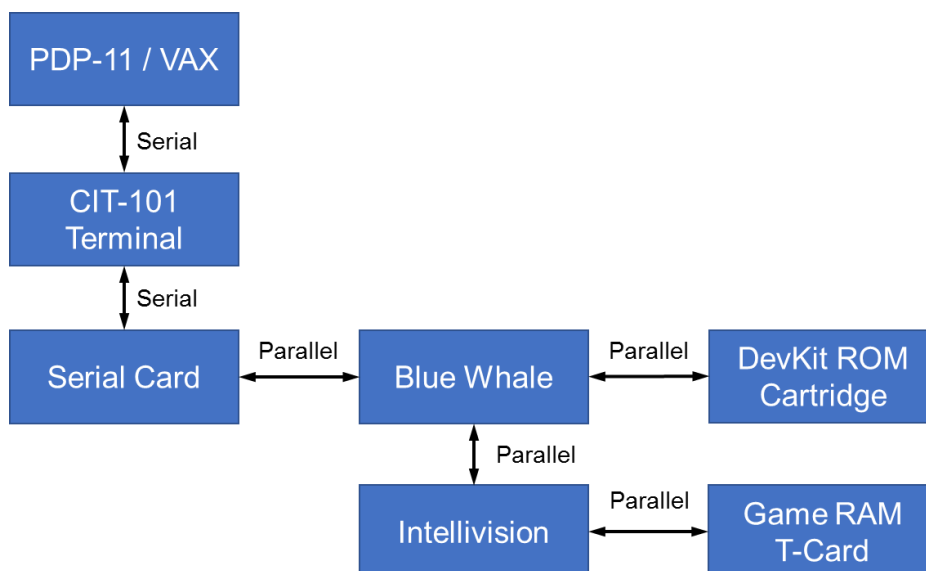 PDP-11 / VAX
Serial
CIT-101
Terminal
Serial
Serial Card
Parallel
Blue Whale
Parallel
DevKit ROM
Cartridge
Parallel
Intellivision
Parallel
Game RAM
T-Card